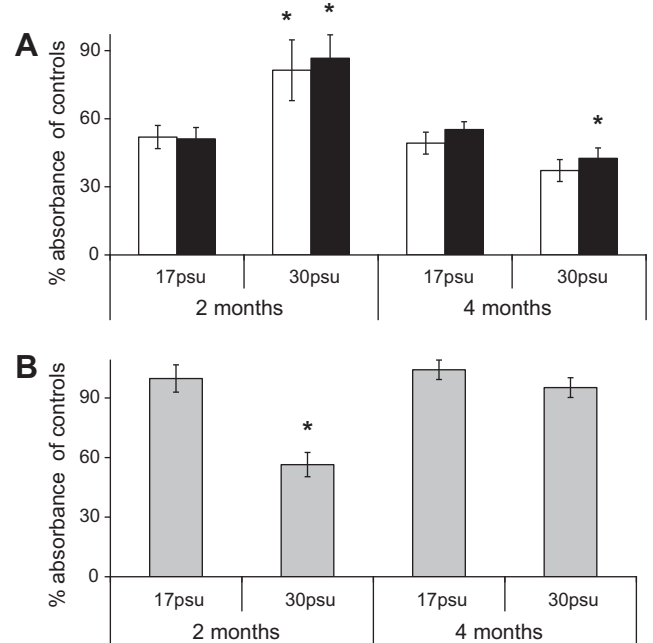 A
% absorbance of controls
90
60
30
0
* *
*
17psu 30psu 17psu 30psu
2 months 4 months
B
% absorbance of controls
90
60
30
0
*
17psu 30psu 17psu 30psu
2 months 4 months